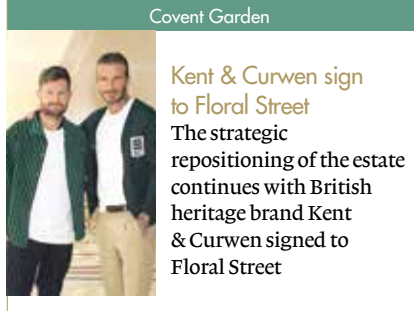 Covent Garden
Kent & Curwen sign
to Floral Street
The strategic
repositioning of the estate
continues with British
heritage brand Kent
& Curwen signed to
Floral Street